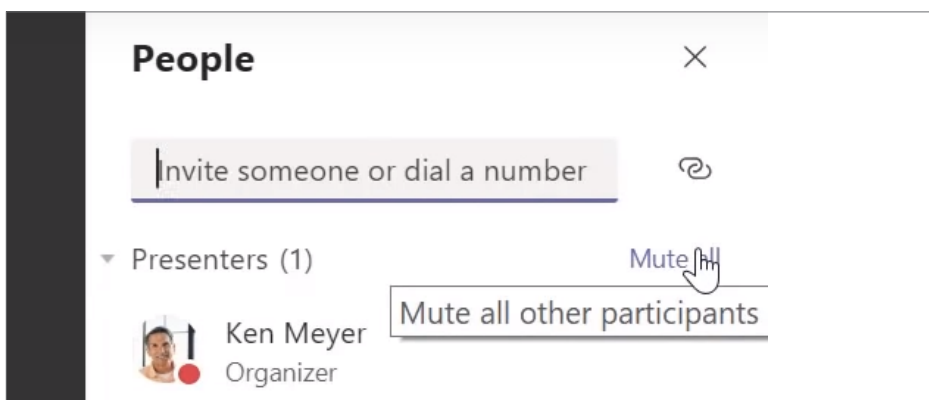 People
Invite someone or dial a number
Presenters (1)
Mute all
Mute all other participants
Ken Meyer
Organizer